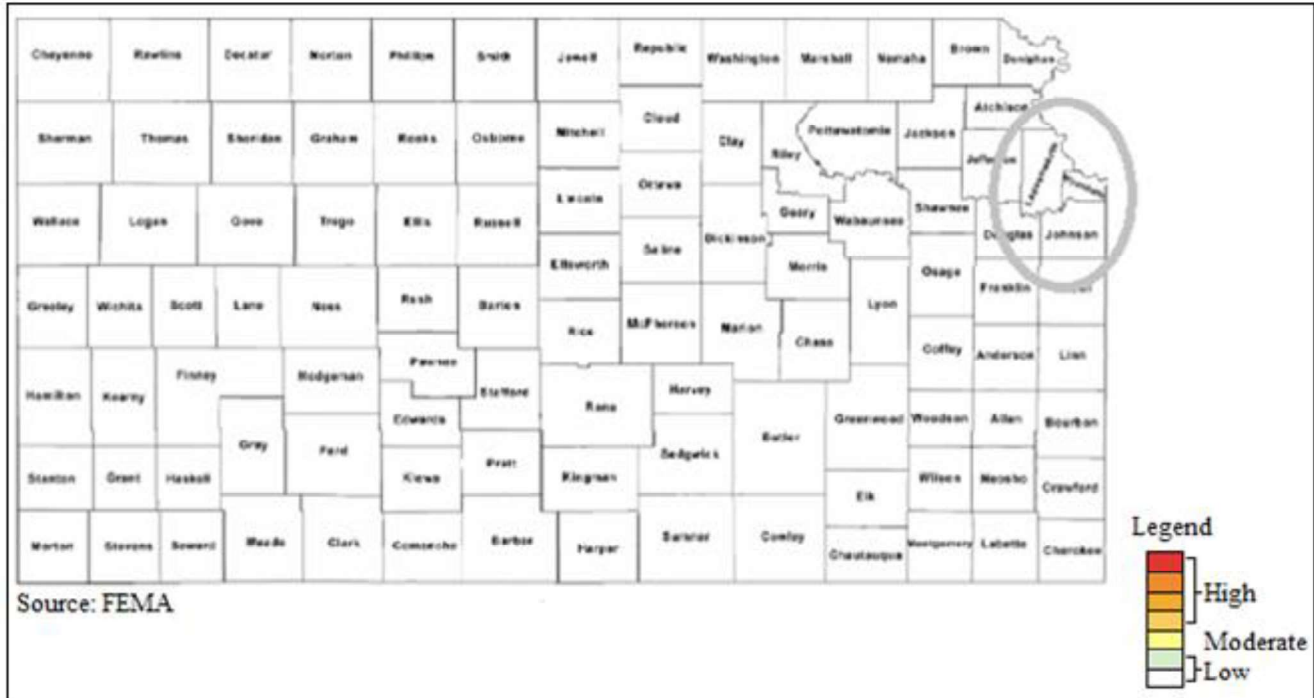 Cheyenne Rawlins Decatur Norton Phillips Smith Jewell Republic Washington Marshall Nemaha Brown Doniphan
Atchison
Sherman Thomas Sheridan Graham Rooks Osborne Mitchell Cloud Clay Riley Pottawatomie Jackson Jefferson
Wallace Logan Gove Trego Ellis Russell Lincoln Ottawa Geary Wabaunsee Shawnee
Saline Dickinson Douglas Johnson
Ellsworth Morris Osage
Greeley Wichita Scott Lane Ness Rush Barton Rice McPherson Marion Chase Lyon Franklin
Coffey Anderson Linn
Hamilton Kearny Finney Hodgeman Pawnee Stafford Reno Harvey
Edwards Greenwood Woodson Allen Bourbon
Gray Ford Butler
Stanton Grant Haskell Kiowa Pratt Kingman Sedgwick Elk Wilson Neosho Crawford
Morton Stevens Seward Meade Clark Comanche Barber Harper Sumner Cowley Chautauqua Montgomery Labette Cherokee
Source: FEMA
Legend
High
Moderate
Low